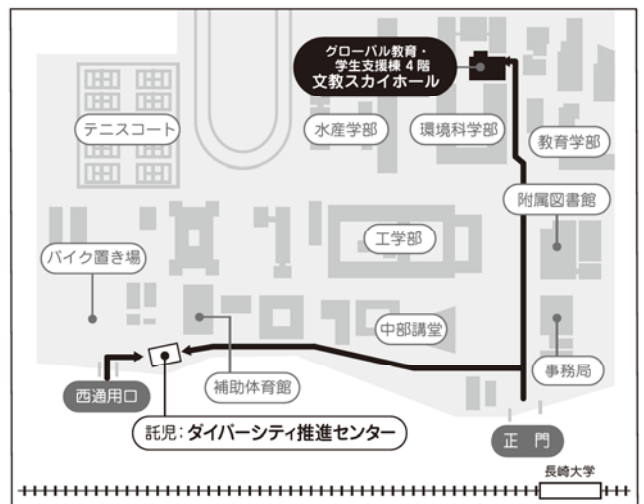 グローバル教育・
学生支援棟 4 階
文教スカイホール
テニスコート
水産学部
環境科学部
教育学部
附属図書館
工学部
バイク置き場
中部講堂
事務局
補助体育館
西通用口
託児：ダイバーシティ推進センター
正 門
長崎大学